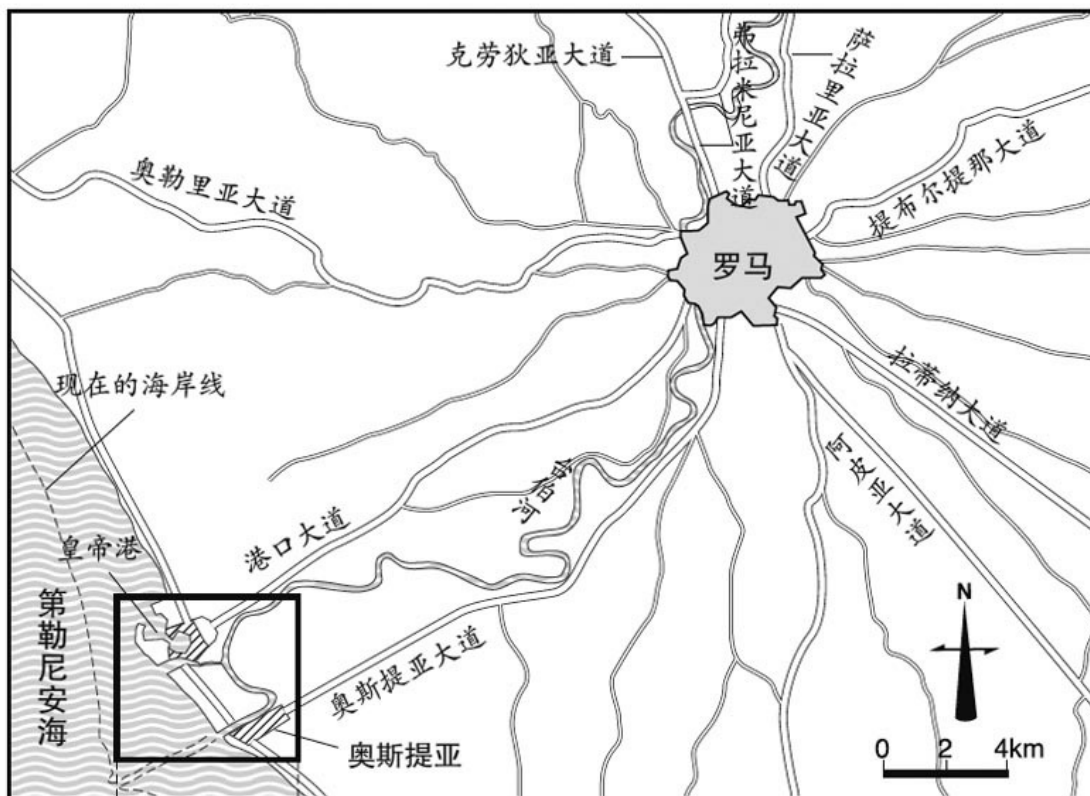 克劳狄亚大道
弗拉米尼亚大道
萨拉里亚大道
奥勒里亚大道
提布尔提那大道
罗马
现在的海岸线
拉蒂纳大道
阿皮亚大道
台伯河
港口大道
皇帝港
第勒尼安海
奥斯提亚大道
奥斯提亚
N
0 2 4km